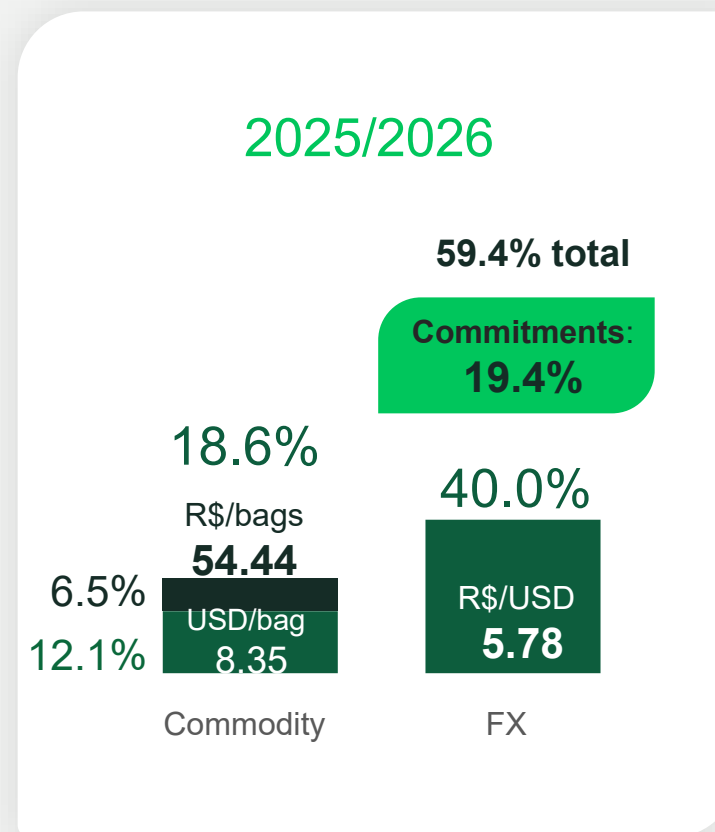 2025/2026
59.4% total
Commitments:
19.4%
18.6%
40.0%
R$/bags
54.44
6.5%
USD/bag
12.1%
8.35
R$/USD
5.78
Commodity
FX